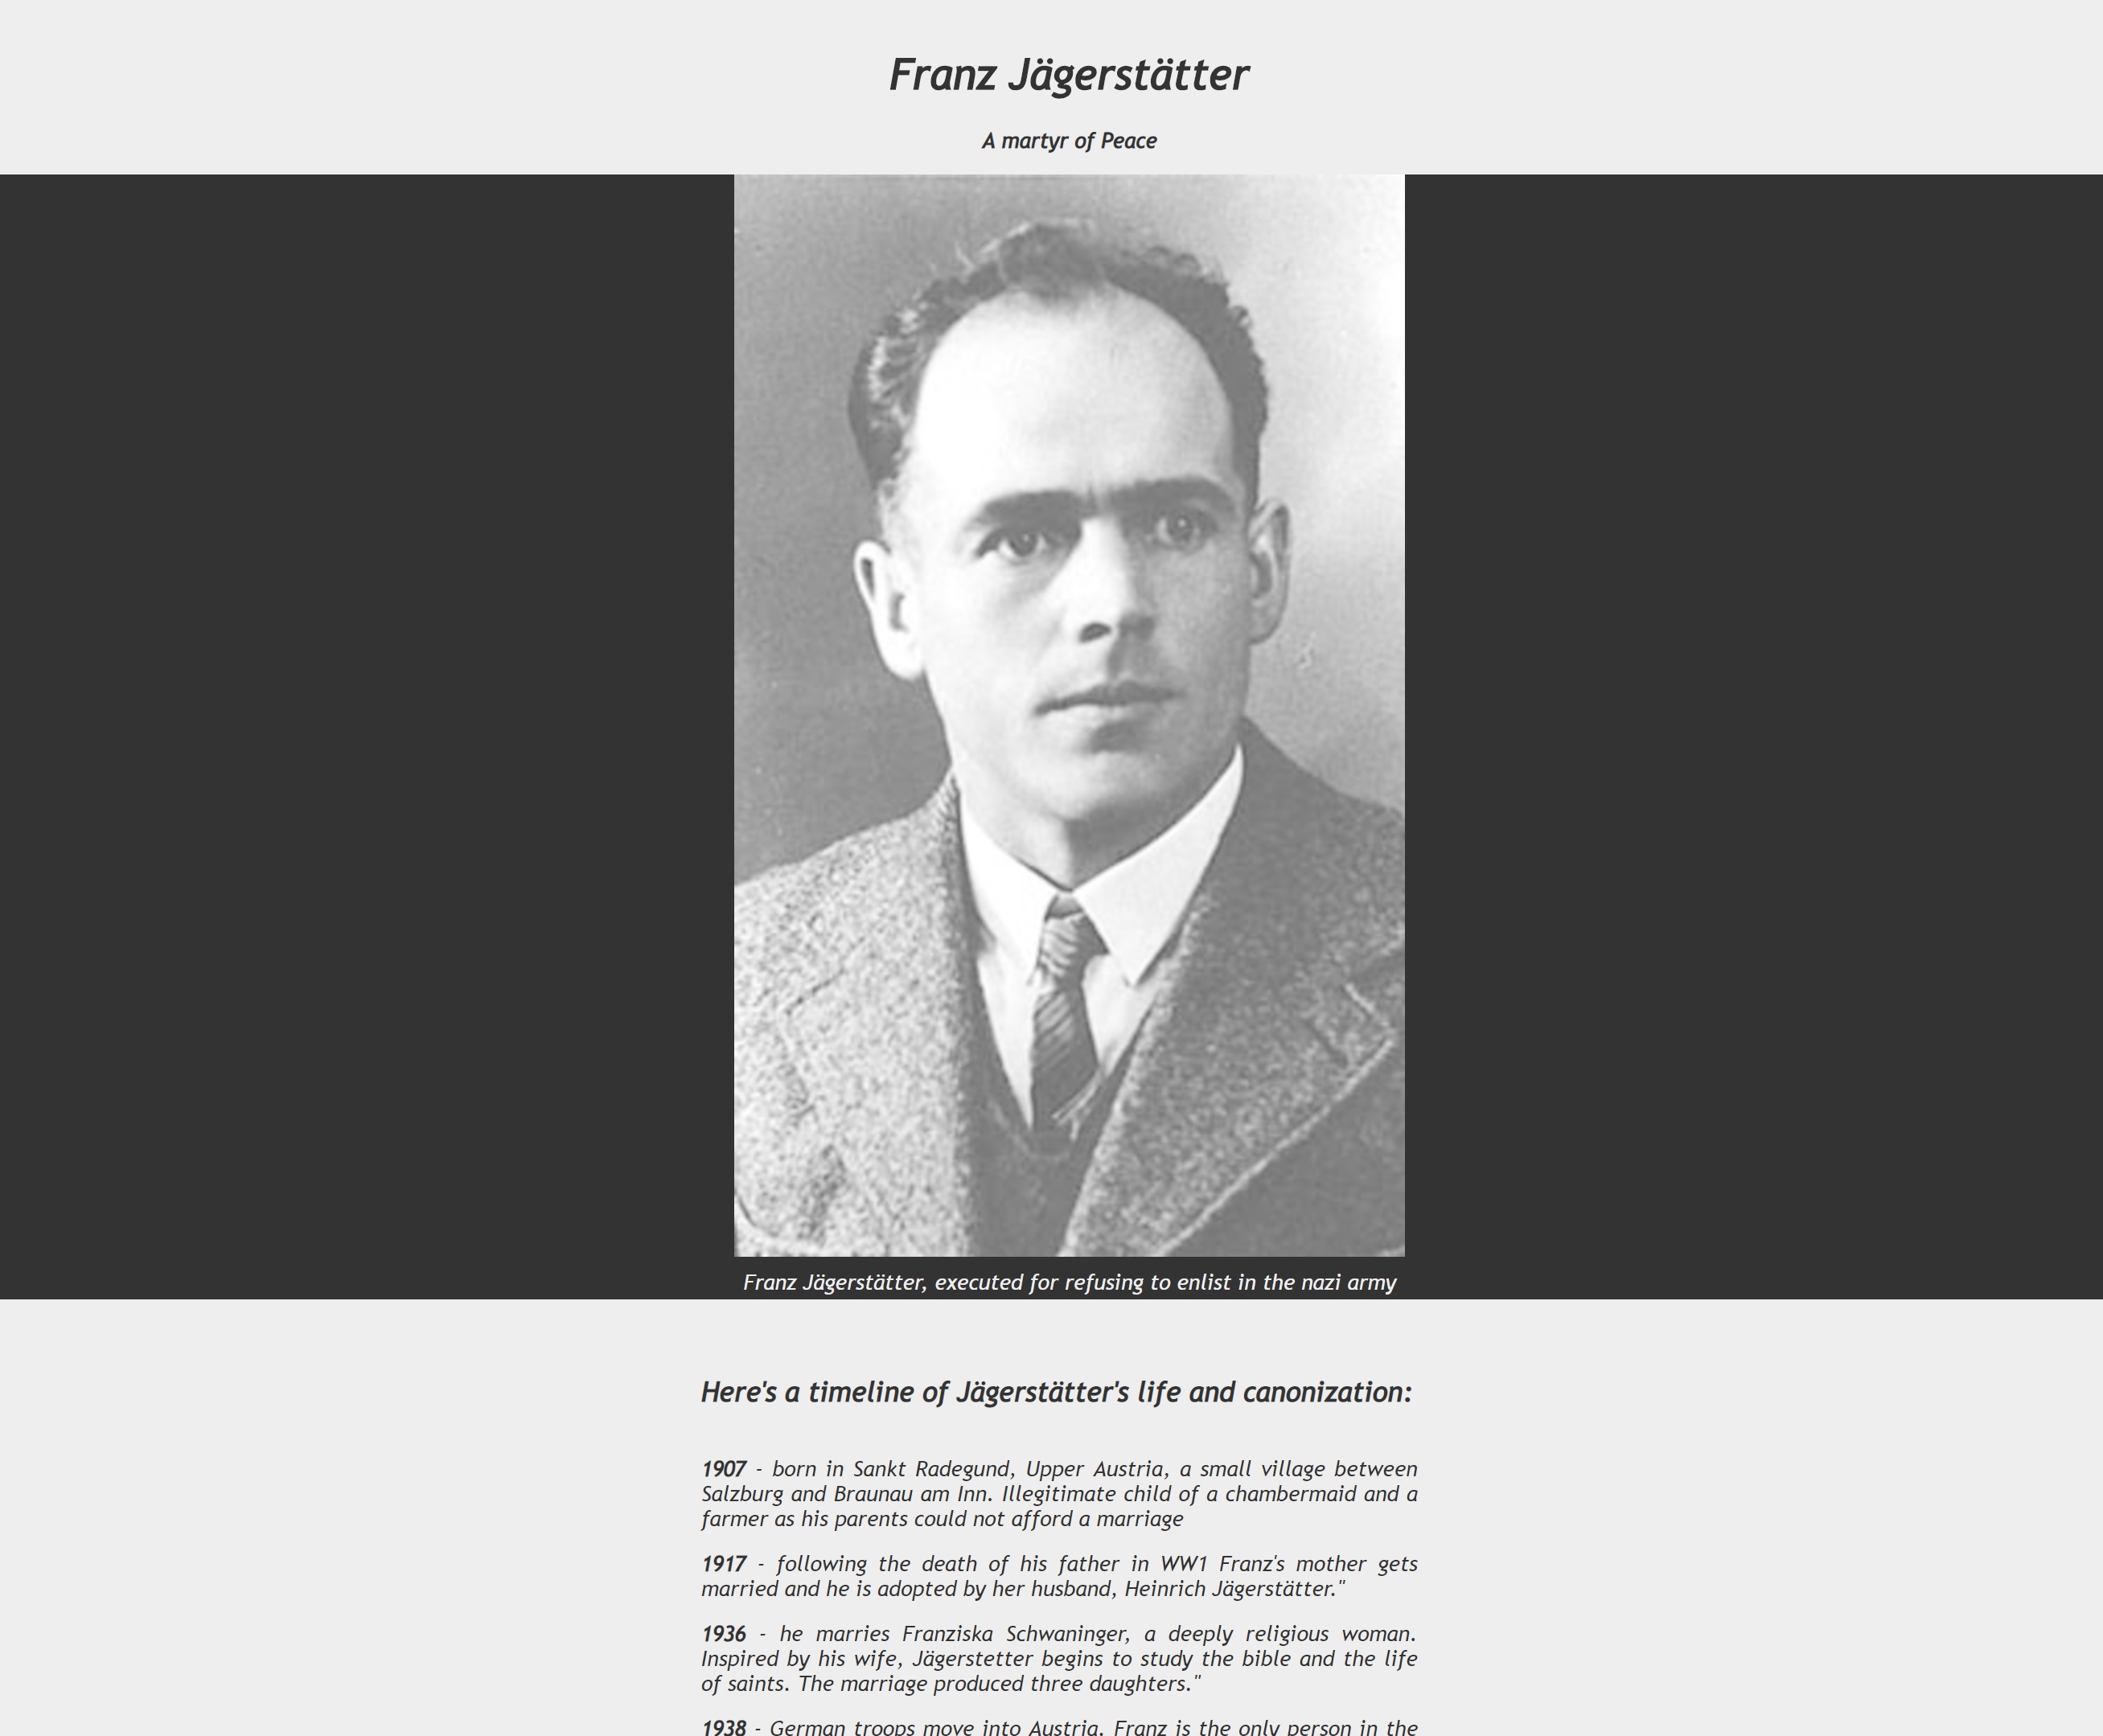 Franz Jägerstätter
A martyr of Peace
Franz Jägerstätter, executed for refusing to enlist in the nazi army
Here's a timeline of Jägerstätter's life and canonization:
1907 - born in Sankt Radegund, Upper Austria, a small village between
Salzburg and Braunau am Inn. Illegitimate child of a chambermaid and a
farmer as his parents could not afford a marriage
1917 - following the death of his father in WW1 Franz's mother gets
married and he is adopted by her husband, Heinrich Jägerstätter."
1936 - he marries Franziska Schwaninger, a deeply religious woman.
Inspired by his wife, Jägerstetter begins to study the bible and the life
of saints. The marriage produced three daughters."
1938 - German troops move into Austria. Franz is the only person in the